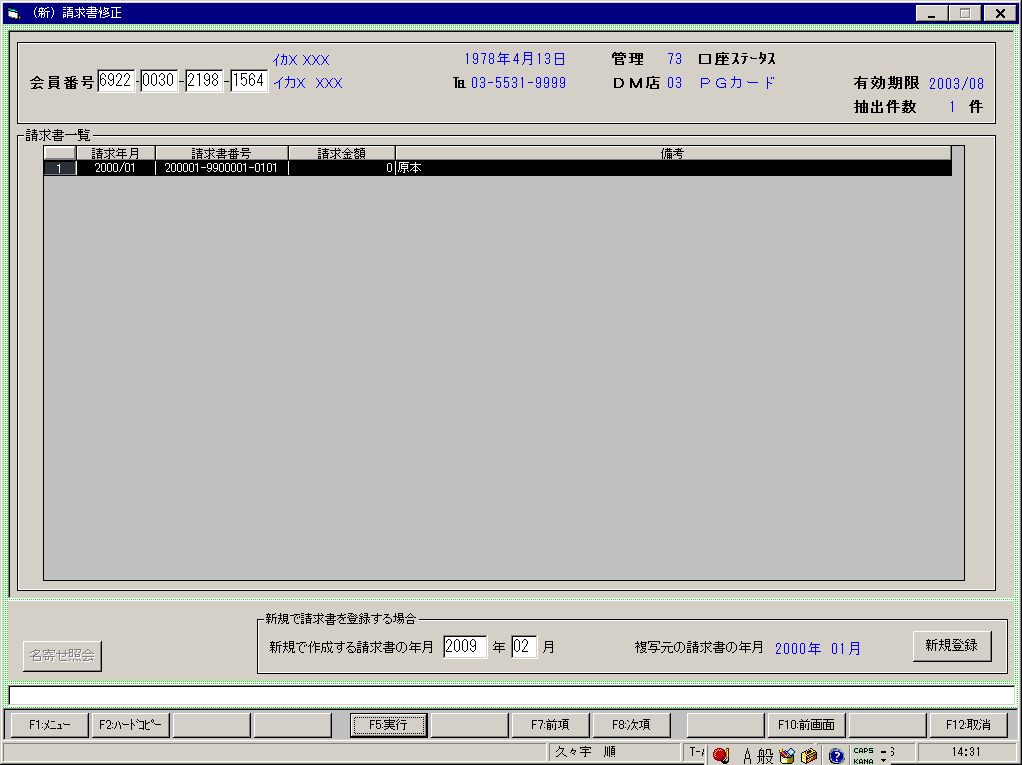 （新）請求書修正
ｲｶX XXX 1978年4月13日 管理 73 口座ｽﾃｰﾀｽ
会員番号 6922-0030-2198-1564 イカX XXX ℡ 03-5531-9999 ＤＭ店 03 ＰＧカード 有効期限 2003/08
抽出件数 1 件
請求書一覧
請求年月 請求書番号 請求金額 備考
1 2000/01 200001-9900001-0101 0 原本
新規で請求書を登録する場合
名寄せ照会 新規で作成する請求書の年月 2009 年 02 月 複写元の請求書の年月 2000年 01月 新規登録
F1:ﾒﾆｭｰ F2:ﾊｰﾄﾞｺﾋﾟｰ F5:実行 F7:前項 F8:次項 F10:前画面 F12:取消
久々宇 順 A 般 CAPS KANA 14:31